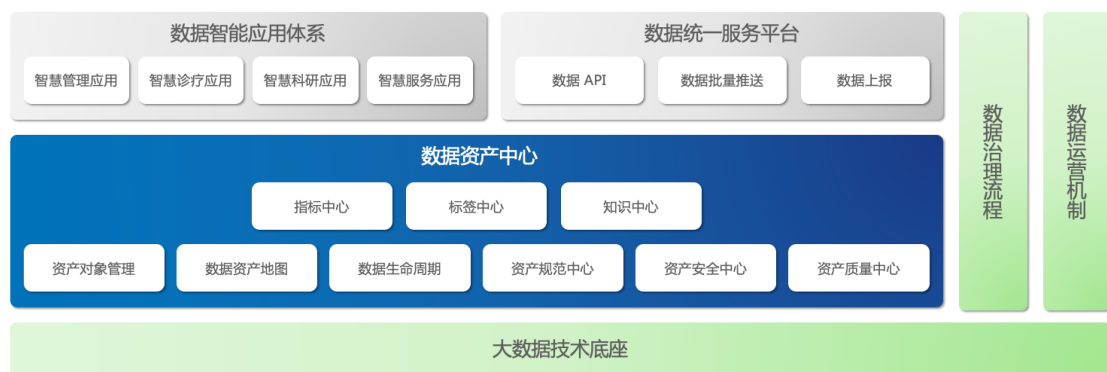 数据智能应用体系
智慧管理应用 智慧诊疗应用 智慧科研应用 智慧服务应用
数据统一服务平台
数据 API 数据批量推送 数据上报
数据资产中心
指标中心 标签中心 知识中心
资产对象管理 数据资产地图 数据生命周期 资产规范中心 资产安全中心 资产质量中心
数据治理流程
数据运营机制
大数据技术底座